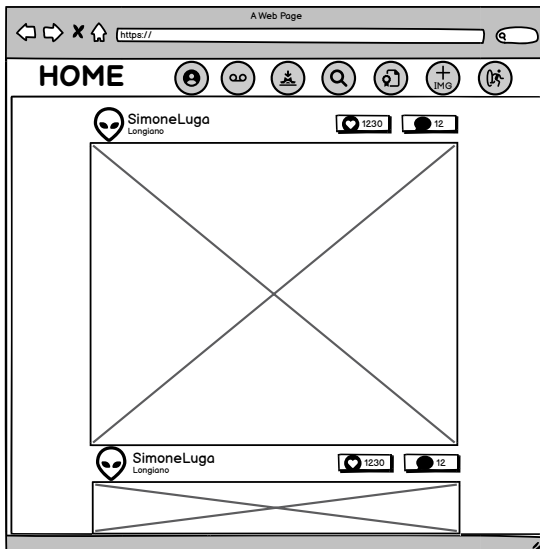 A Web Page
https://
HOME
IMG
SimoneLuga
Longiano
1230
12
SimoneLuga
Longiano
1230
12